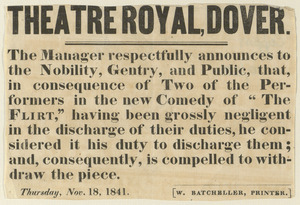 THEATRE ROYAL, DOVER.
The Manager respectfully announces to
the Nobility, Gentry, and Public, that,
in consequence of Two of the Per-
formers in the new Comedy of "The
FLIRT," having been grossly negligent
in the discharge of their duties, he con-
sidered it his duty to discharge them;
and, consequently, is compelled to with-
draw the piece.
Thursday, Nov. 18, 1841. [W. BATCHELLER, PRINTER.]